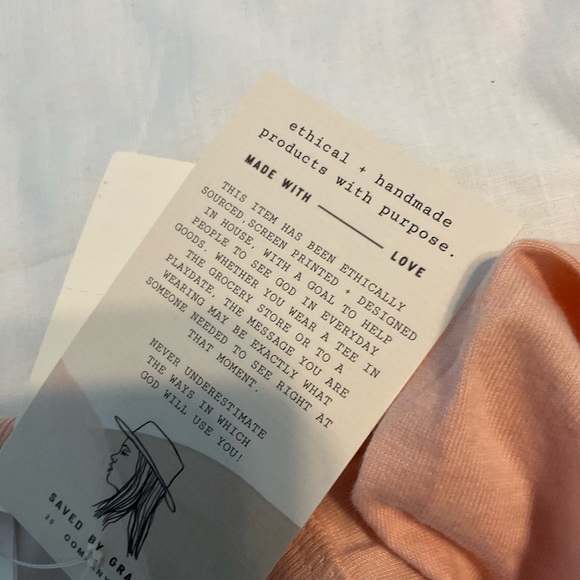 ethical + handmade
products with purpose.
MADE WITH ________ LOVE
THIS ITEM HAS BEEN ETHICALLY
SOURCED, SCREEN PRINTED + DESIGNED
IN HOUSE, WITH A GOAL TO HELP
PEOPLE TO SEE GOD IN EVERYDAY
GOODS. WHETHER YOU WEAR A TEE IN
THE GROCERY STORE OR TO A
PLAYDATE, THE MESSAGE YOU ARE
WEARING MAY BE EXACTLY WHAT
SOMEONE NEEDED TO SEE RIGHT AT
THAT MOMENT.
NEVER UNDERESTIMATE
THE WAYS IN WHICH
GOD WILL USE YOU!
SAVED BY GRA
20
COMPANY